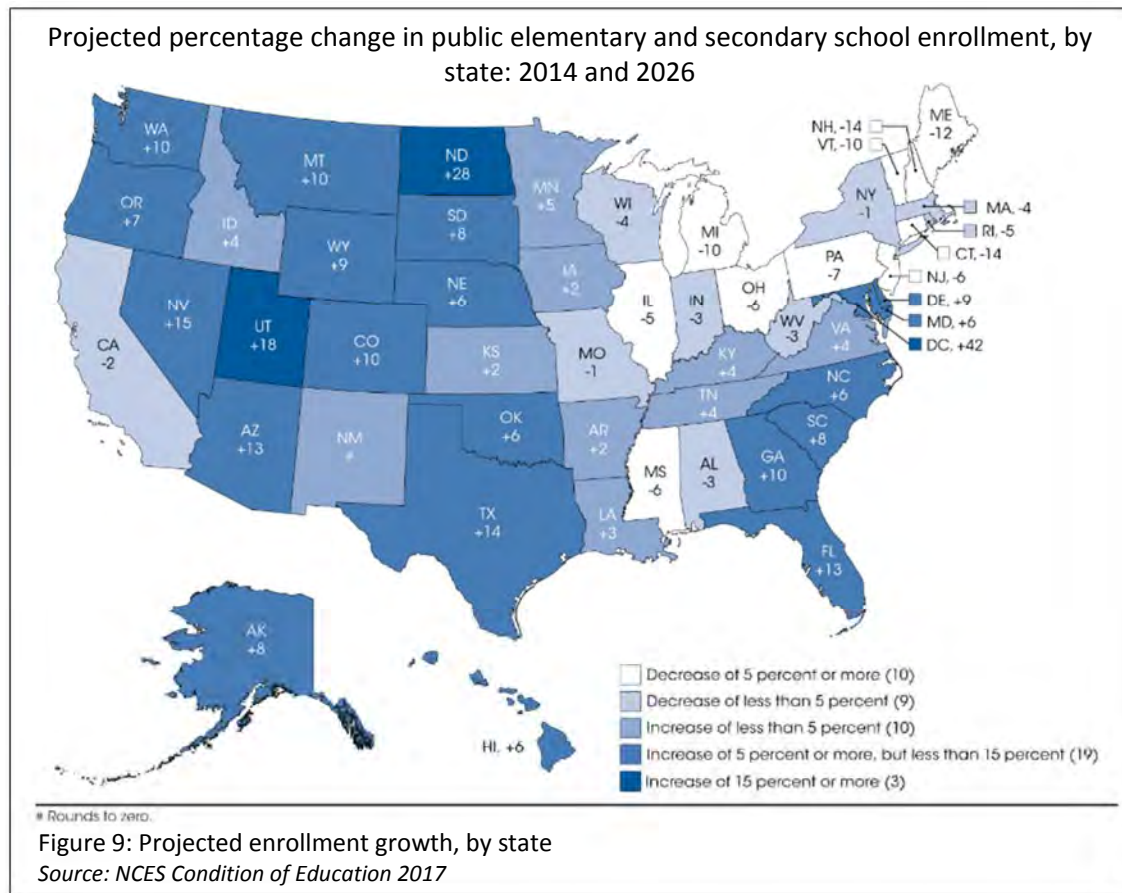 Projected percentage change in public elementary and secondary school enrollment, by
state: 2014 and 2026
WA
+10
OR
+7
CA
-2
ID
+4
NV
+15
MT
+10
WY
+9
UT
+18
AZ
+13
CO
+10
NM
#
ND
+28
SD
+8
NE
+6
KS
+2
OK
+6
TX
+14
MN
+5
IA
+2
MO
-1
AR
+2
LA
+3
WI
-4
IL
-5
MI
-10
IN
-3
OH
-6
KY
+4
TN
+4
MS
-6
AL
-3
WV
-3
VA
+4
NC
+6
SC
+8
GA
+10
FL
+13
PA
-7
NY
-1
NH, -14
VT, -10
ME
-12
MA, -4
RI, -5
CT, -14
NJ, -6
DE, +9
MD, +6
DC, +42
AK
+8
HI, +6
Decrease of 5 percent or more (10)
Decrease of less than 5 percent (9)
Increase of less than 5 percent (10)
Increase of 5 percent or more, but less than 15 percent (19)
Increase of 15 percent or more (3)
# Rounds to zero.
Figure 9: Projected enrollment growth, by state
Source: NCES Condition of Education 2017